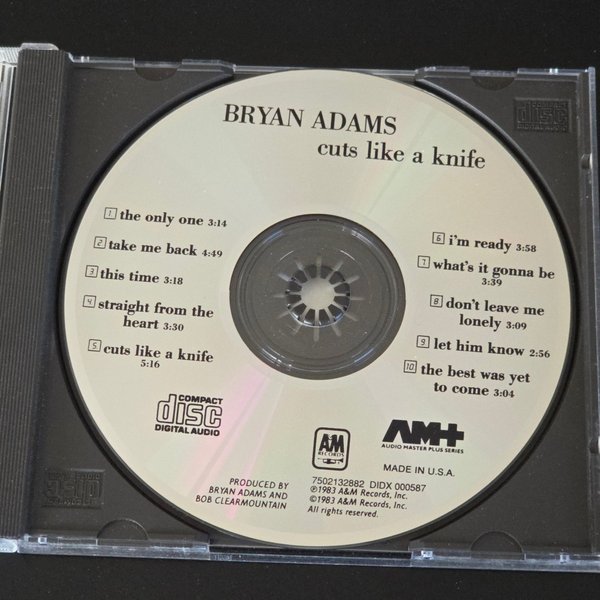 BRYAN ADAMS
cuts like a knife
1 the only one 3:14
2 take me back 4:49
3 this time 3:18
4 straight from the
heart 3:30
5 cuts like a knife
5:16
6 i'm ready 3:58
7 what's it gonna be
3:39
8 don't leave me
lonely 3:09
9 let him know 2:56
10 the best was yet
to come 3:04
COMPACT
disc
DIGITAL AUDIO
A&M
RECORDS
AM+
AUDIO MASTER PLUS SERIES
MADE IN U.S.A.
PRODUCED BY
BRYAN ADAMS AND
BOB CLEARMOUNTAIN
7502132882 DIDX 000587
℗1983 A&M Records, Inc.
©1983 A&M Records, Inc.
All rights reserved.
COMPACT
disc
DIGITAL AUDIO